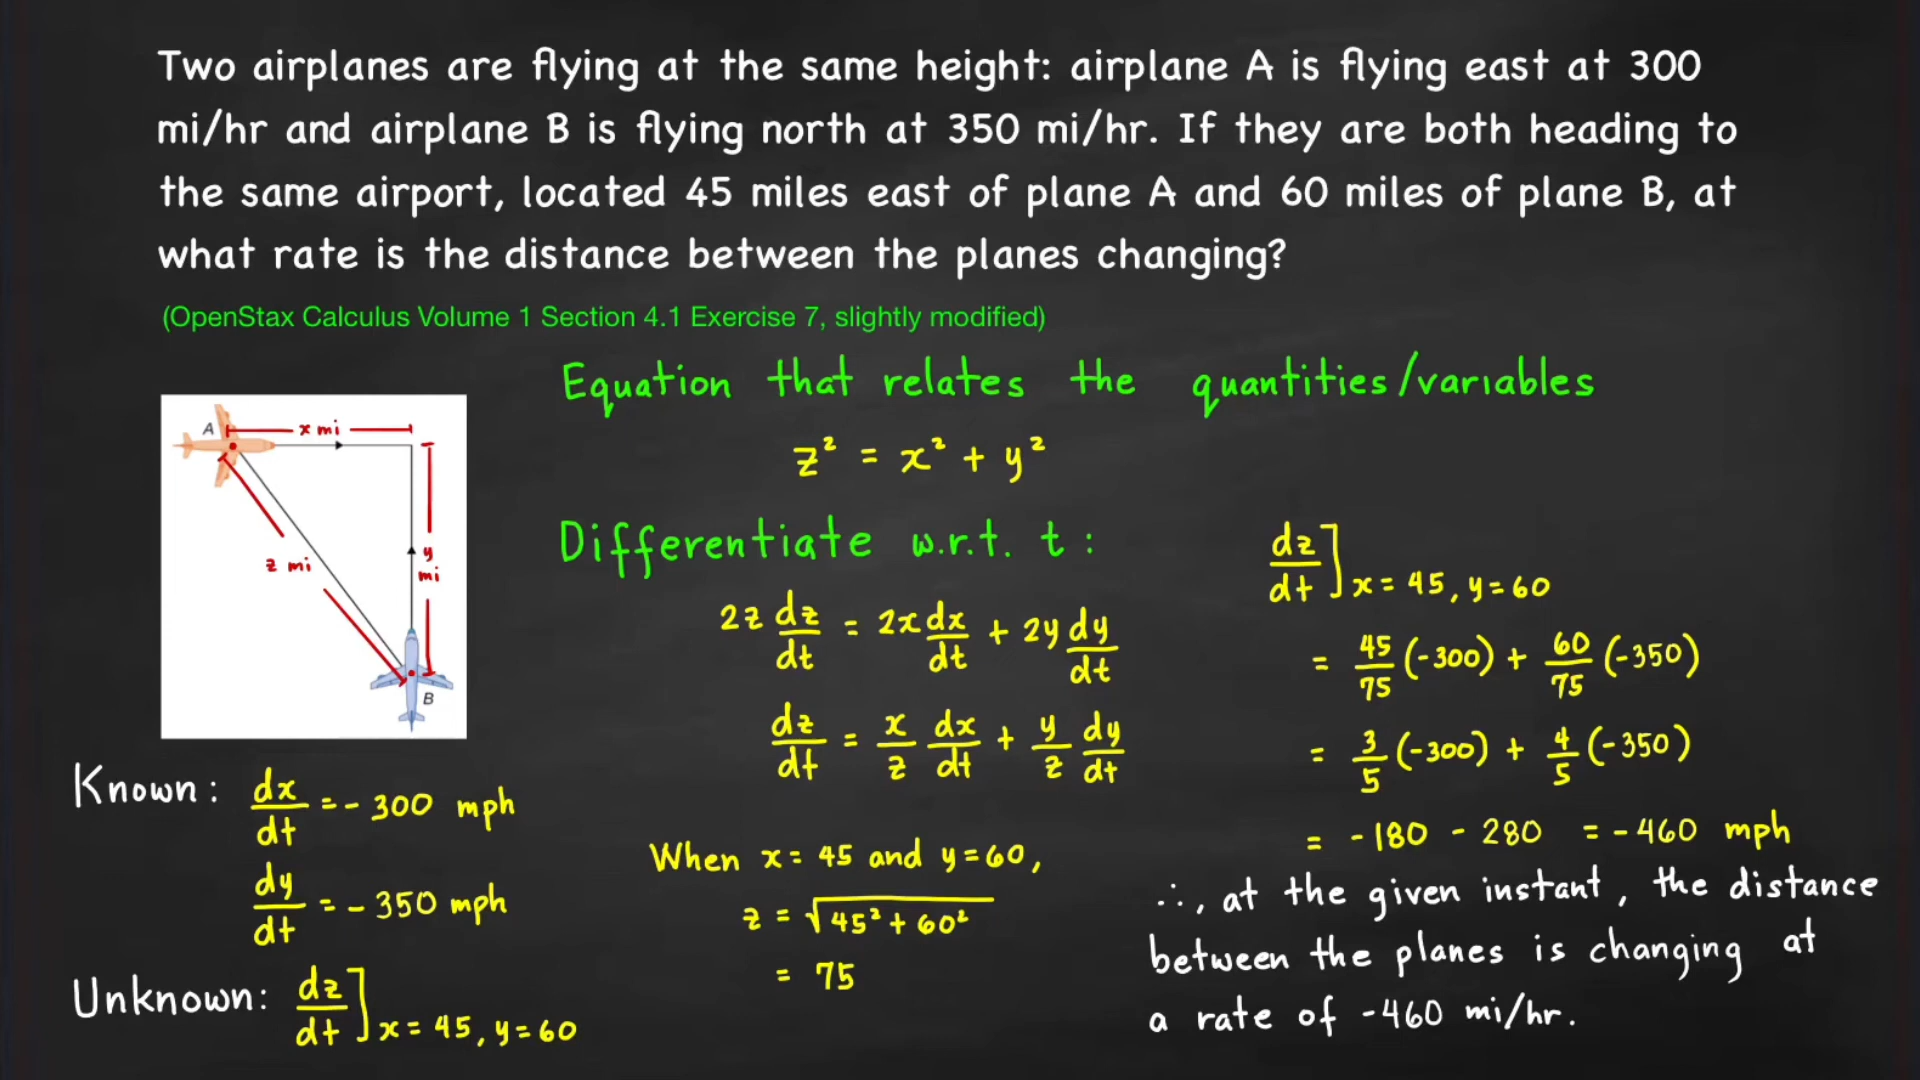 Two airplanes are flying at the same height: airplane A is flying east at 300
mi/hr and airplane B is flying north at 350 mi/hr. If they are both heading to
the same airport, located 45 miles east of plane A and 60 miles of plane B, at
what rate is the distance between the planes changing?
(OpenStax Calculus Volume 1 Section 4.1 Exercise 7, slightly modified)
Equation that relates the quantities/variables
z² = x² + y²
A
x mi
z mi
y
mi
B
Known: dx/dt = -300 mph
dy/dt = -350 mph
Unknown: dz/dt] x=45, y=60
Differentiate w.r.t. t:
2z dz/dt = 2x dx/dt + 2y dy/dt
dz/dt = x/z dx/dt + y/z dy/dt
When x=45 and y=60,
z = √(45²+60²)
= 75
dz/dt] x=45, y=60
= 45/75 (-300) + 60/75 (-350)
= 3/5 (-300) + 4/5 (-350)
= -180 - 280 = -460 mph
∴, at the given instant, the distance
between the planes is changing at
a rate of -460 mi/hr.